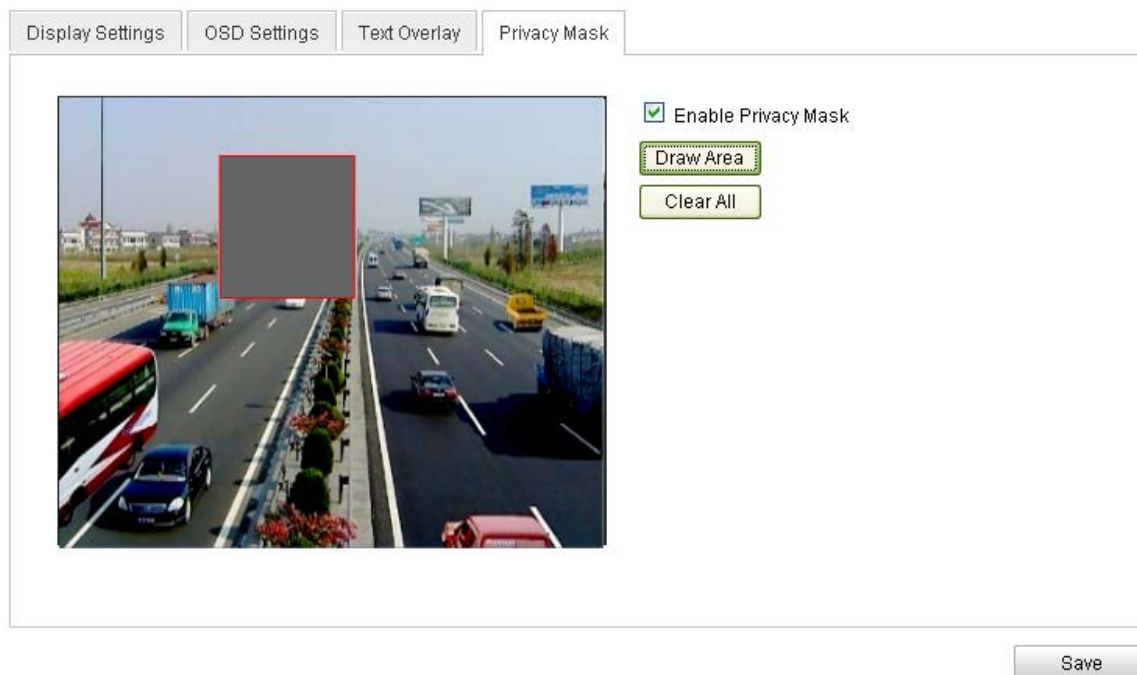 Display Settings
OSD Settings
Text Overlay
Privacy Mask
Enable Privacy Mask
Draw Area
Clear All
Save